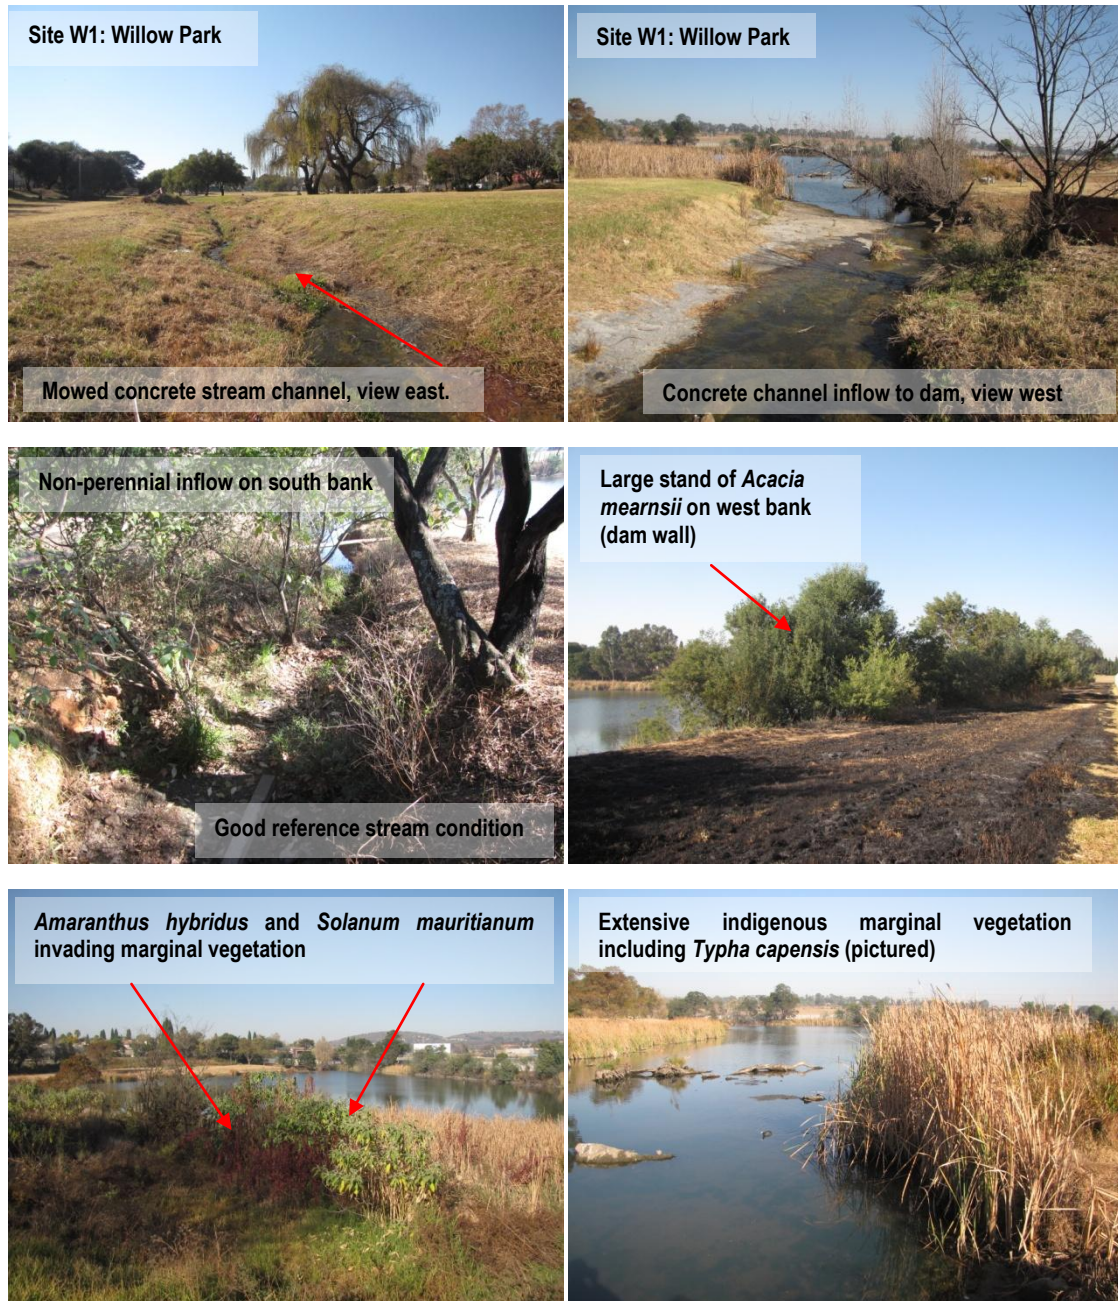 Site W1: Willow Park
Mowed concrete stream channel, view east.
Site W1: Willow Park
Concrete channel inflow to dam, view west
Non-perennial inflow on south bank
Good reference stream condition
Large stand of Acacia
mearnsii on west bank
(dam wall)
Amaranthus hybridus and Solanum mauritianum
invading marginal vegetation
Extensive indigenous marginal vegetation
including Typha capensis (pictured)